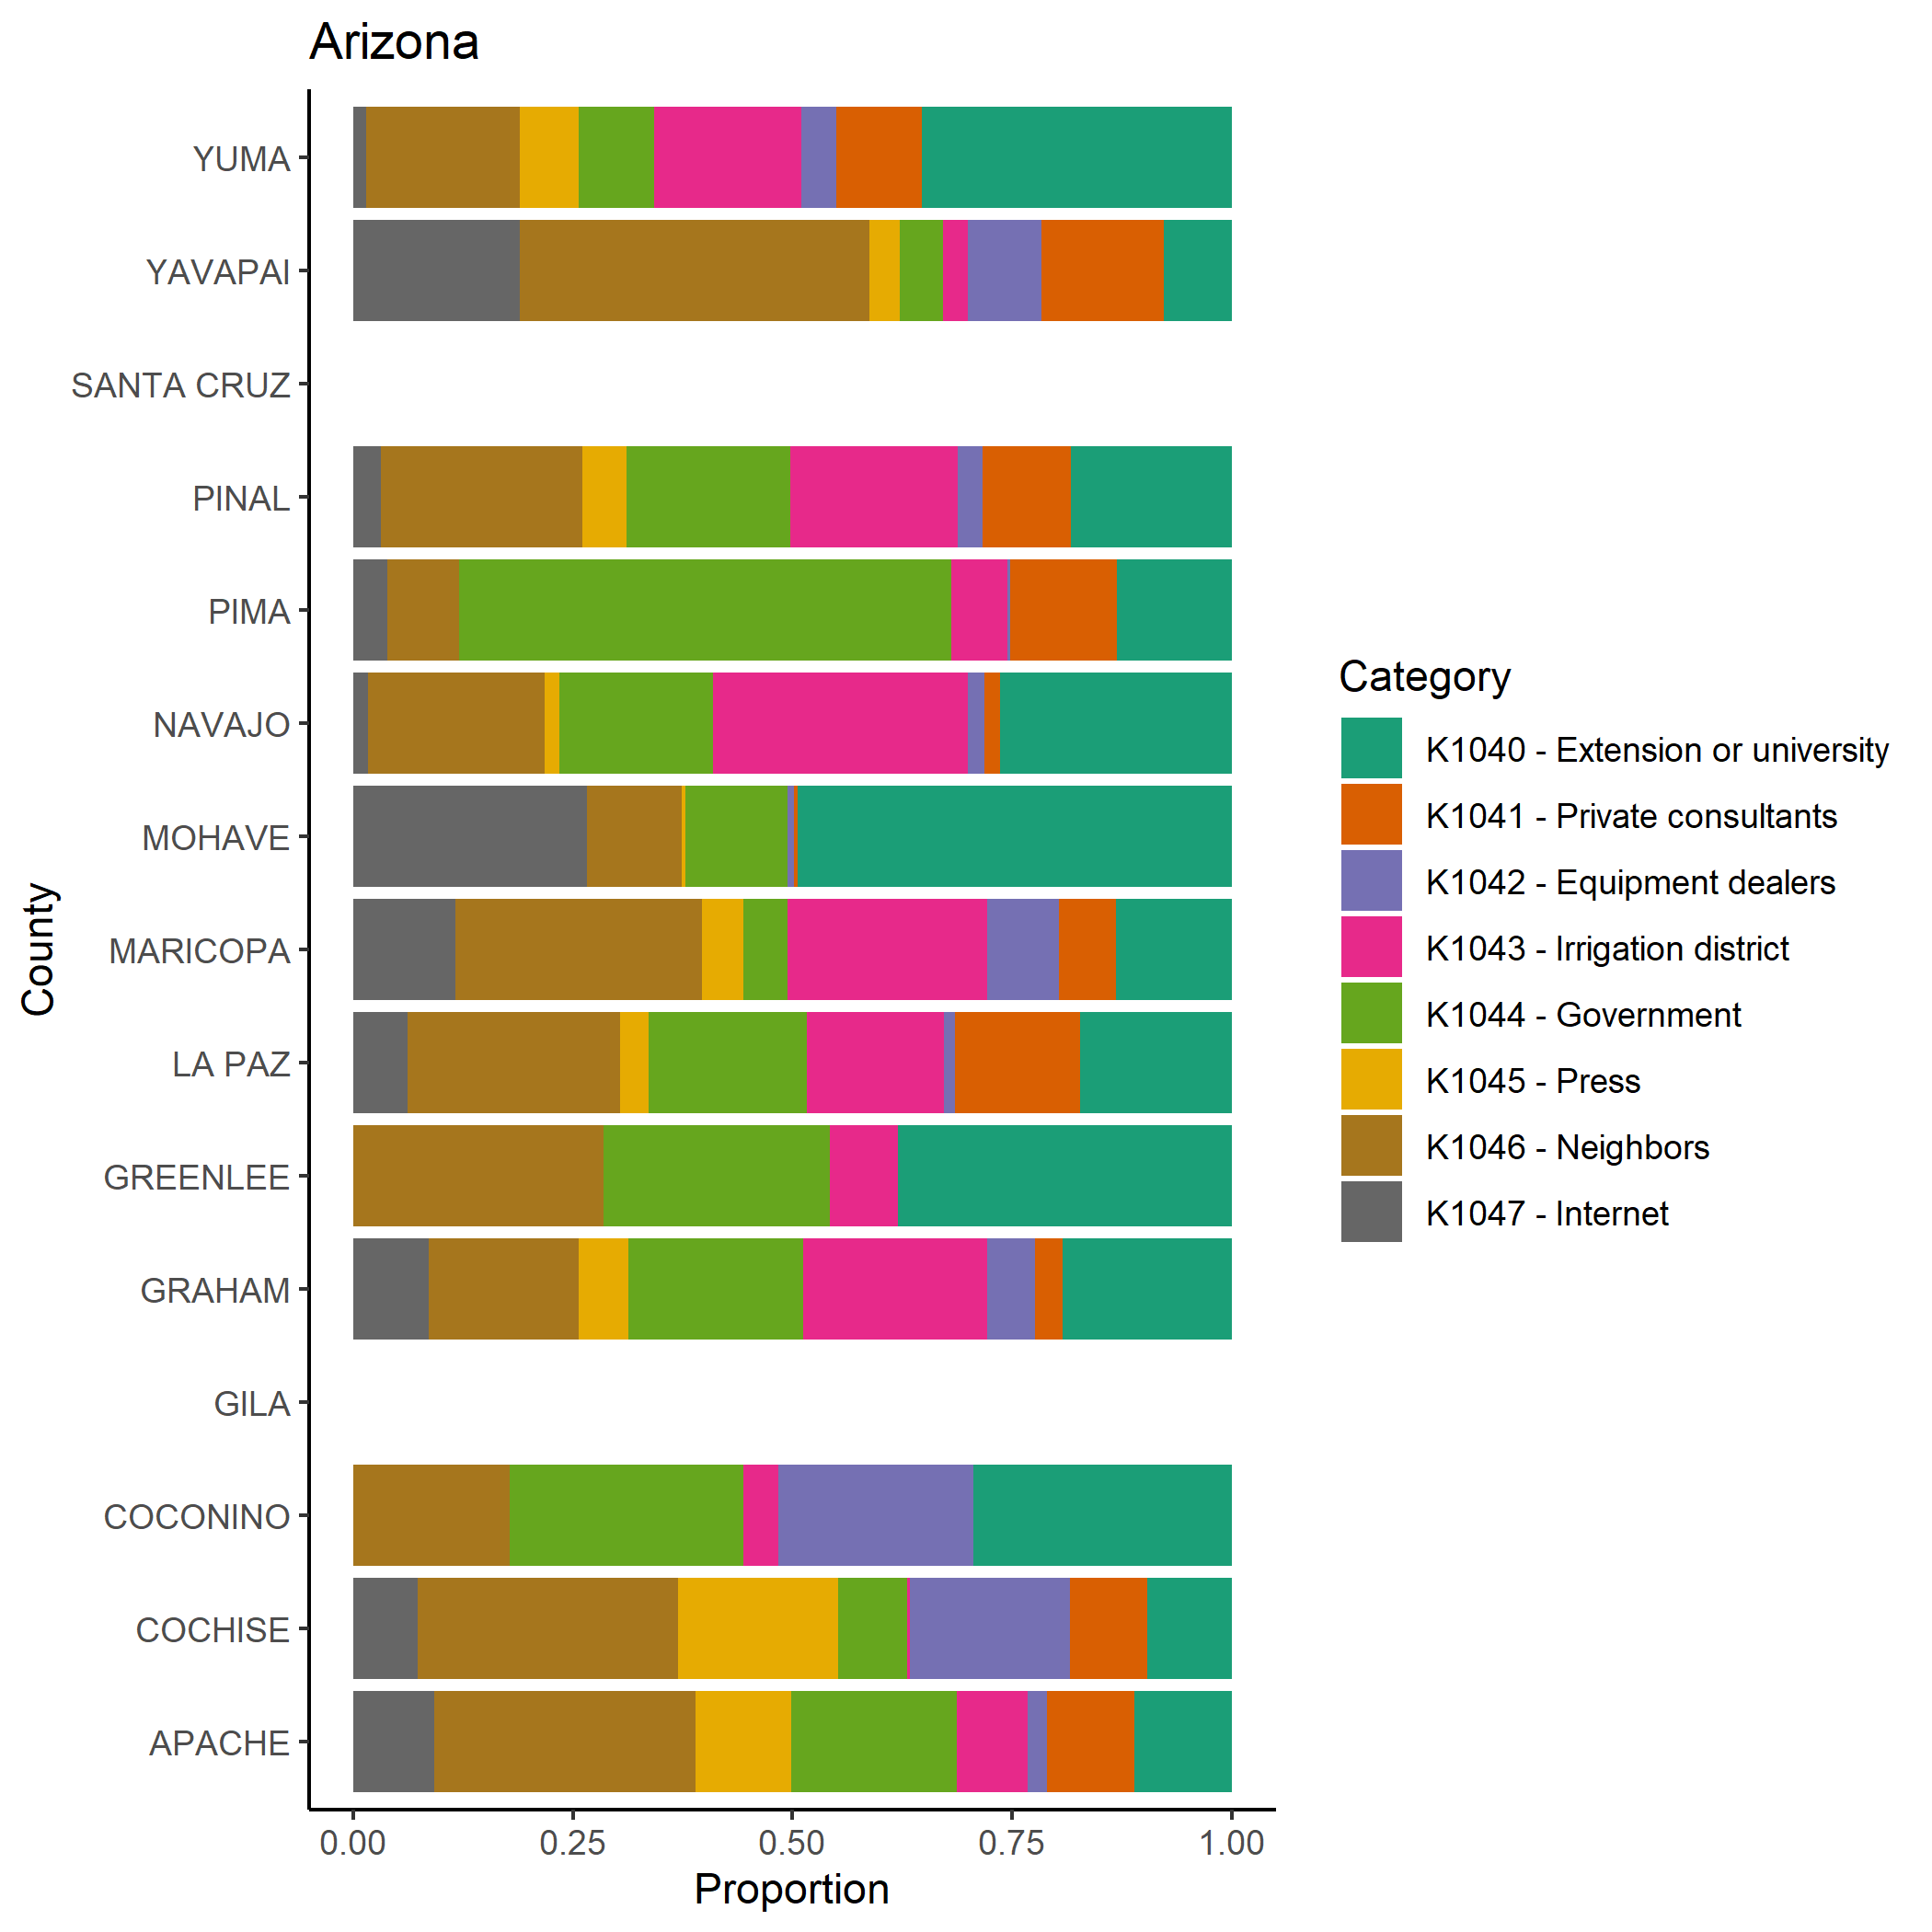 Arizona
County
YUMA
YAVAPAI
SANTA CRUZ
PINAL
PIMA
NAVAJO
MOHAVE
MARICOPA
LA PAZ
GREENLEE
GRAHAM
GILA
COCONINO
COCHISE
APACHE
0.00 0.25 0.50 0.75 1.00
Proportion
Category
K1040 - Extension or university
K1041 - Private consultants
K1042 - Equipment dealers
K1043 - Irrigation district
K1044 - Government
K1045 - Press
K1046 - Neighbors
K1047 - Internet